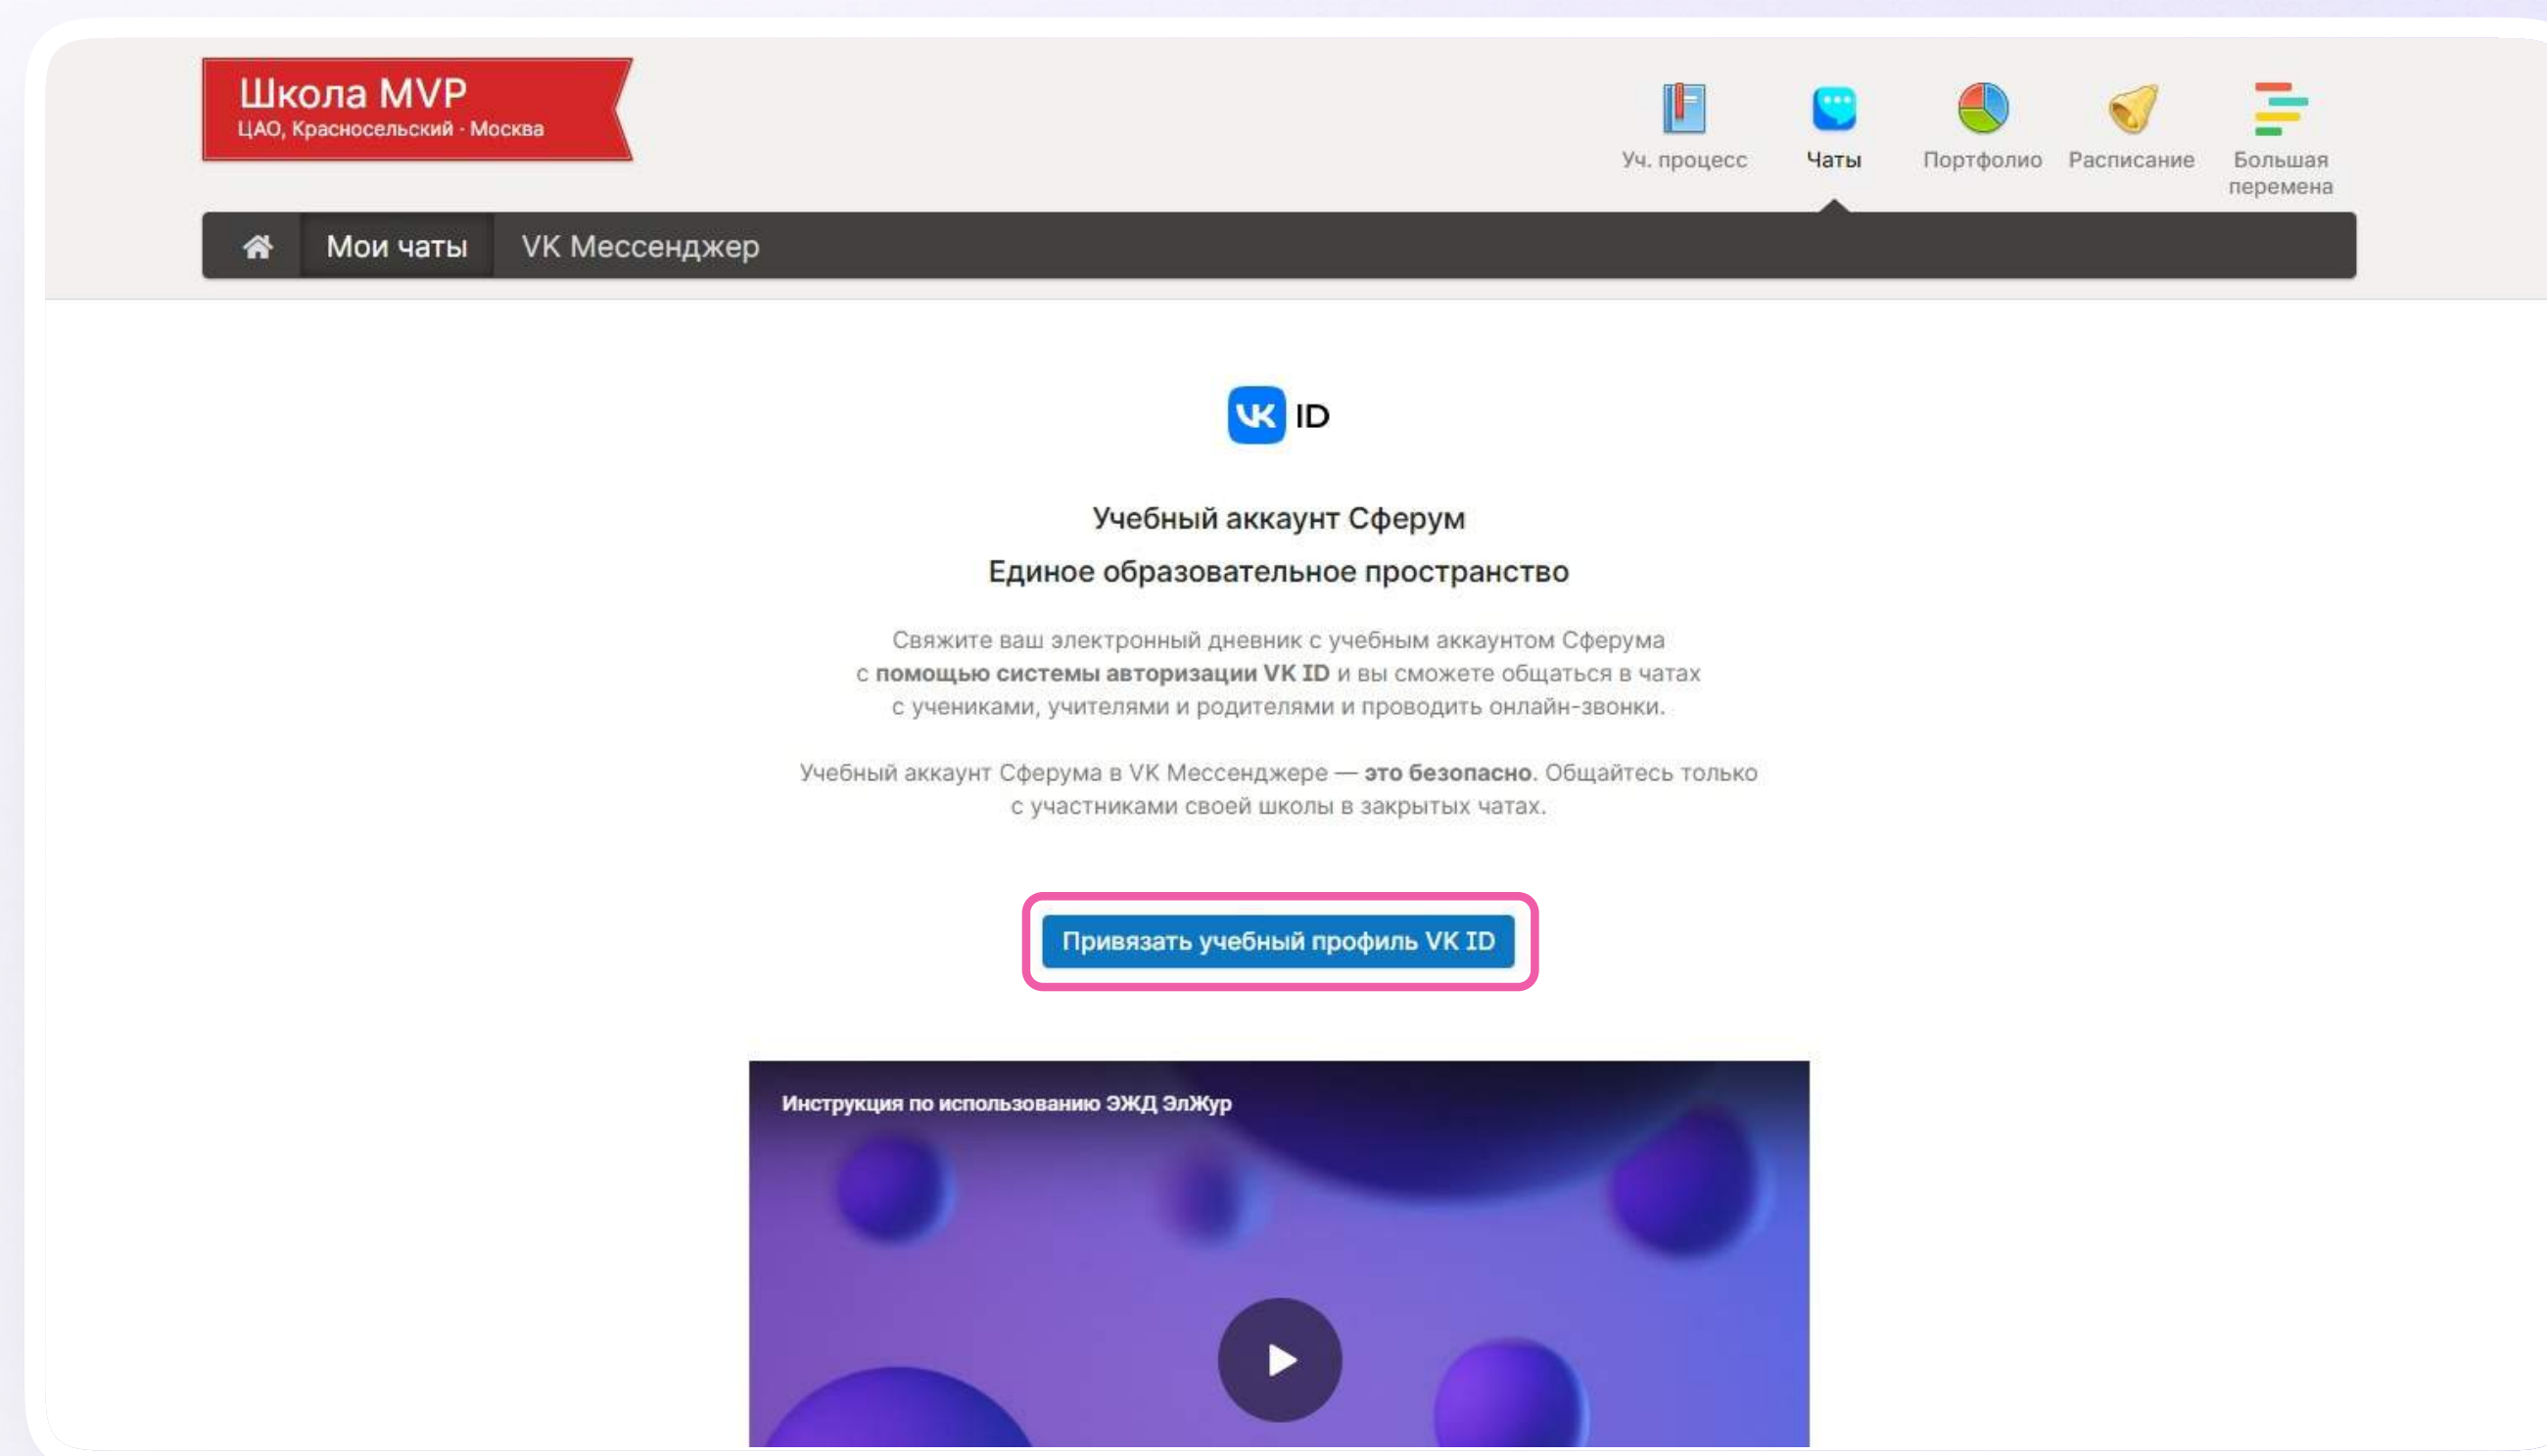 Школа MVP
ЦАО, Красносельский · Москва
Уч. процесс
Чаты
Портфолио
Расписание
Большая
перемена
Мои чаты
VK Мессенджер
VK ID
Учебный аккаунт Сферум
Единое образовательное пространство
Свяжите ваш электронный дневник с учебным аккаунтом Сферума
с помощью системы авторизации VK ID и вы сможете общаться в чатах
с учениками, учителями и родителями и проводить онлайн-звонки.
Учебный аккаунт Сферума в VK Мессенджере — это безопасно. Общайтесь только
с участниками своей школы в закрытых чатах.
Привязать учебный профиль VK ID
Инструкция по использованию ЭЖД ЭлЖур